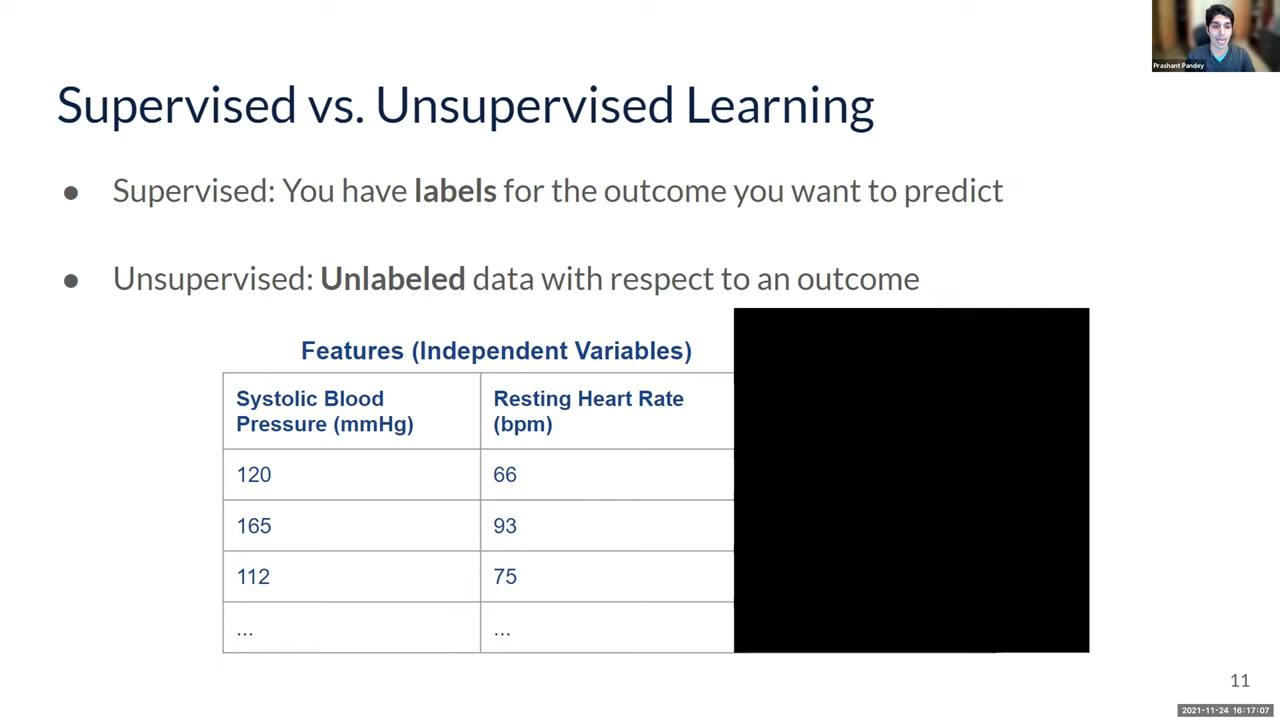 Prashant Pandey
Supervised vs. Unsupervised Learning
● Supervised: You have labels for the outcome you want to predict
● Unsupervised: Unlabeled data with respect to an outcome
Features (Independent Variables)
Systolic Blood Pressure (mmHg) Resting Heart Rate (bpm)
120 66
165 93
112 75
... ...
11
2021-11-24 16:17:07